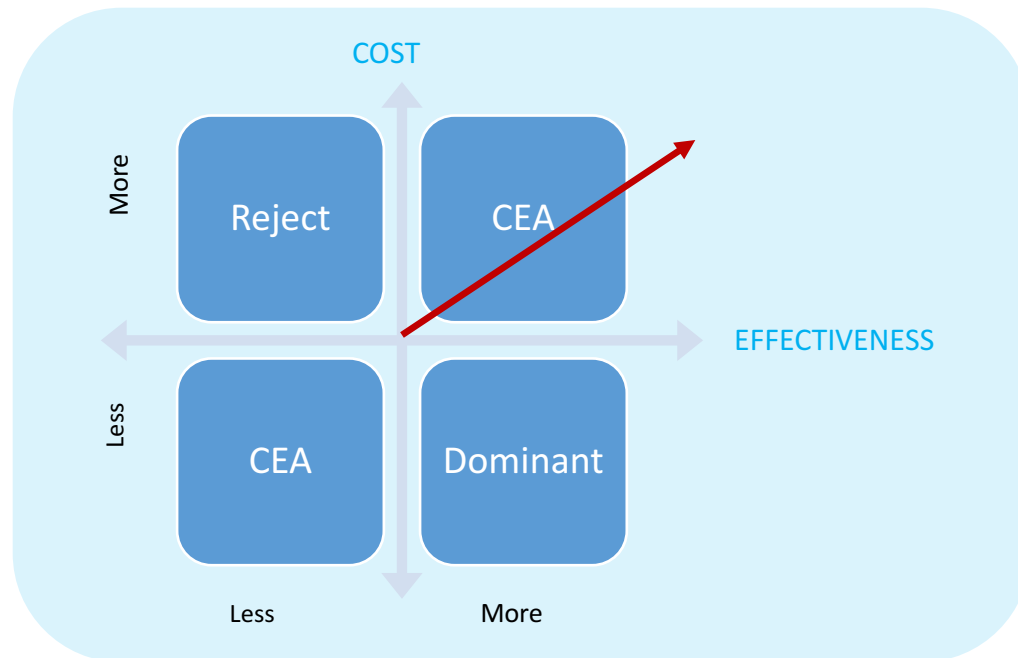 COST
More
Reject
CEA
EFFECTIVENESS
Less
CEA
Dominant
Less
More